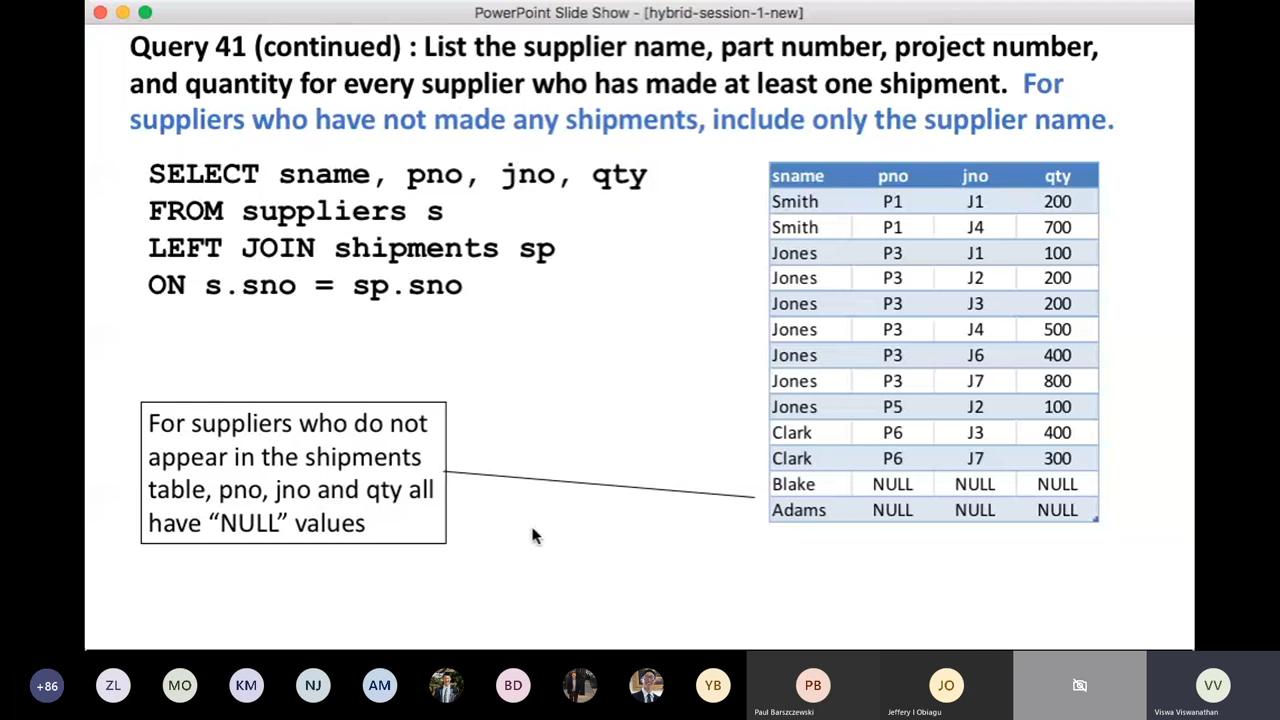 PowerPoint Slide Show - [hybrid-session-1-new]
Query 41 (continued) : List the supplier name, part number, project number,
and quantity for every supplier who has made at least one shipment. For
suppliers who have not made any shipments, include only the supplier name.
SELECT sname, pno, jno, qty
FROM suppliers s
LEFT JOIN shipments sp
ON s.sno = sp.sno
For suppliers who do not
appear in the shipments
table, pno, jno and qty all
have “NULL” values
sname pno jno qty
Smith P1 J1 200
Smith P1 J4 700
Jones P3 J1 100
Jones P3 J2 200
Jones P3 J3 200
Jones P3 J4 500
Jones P3 J6 400
Jones P3 J7 800
Jones P5 J2 100
Clark P6 J3 400
Clark P6 J7 300
Blake NULL NULL NULL
Adams NULL NULL NULL
+86 ZL MO KM NJ AM BD YB PB JO VV
Paul Barszczewski Jeffery I Obiagu Viswa Viswanathan